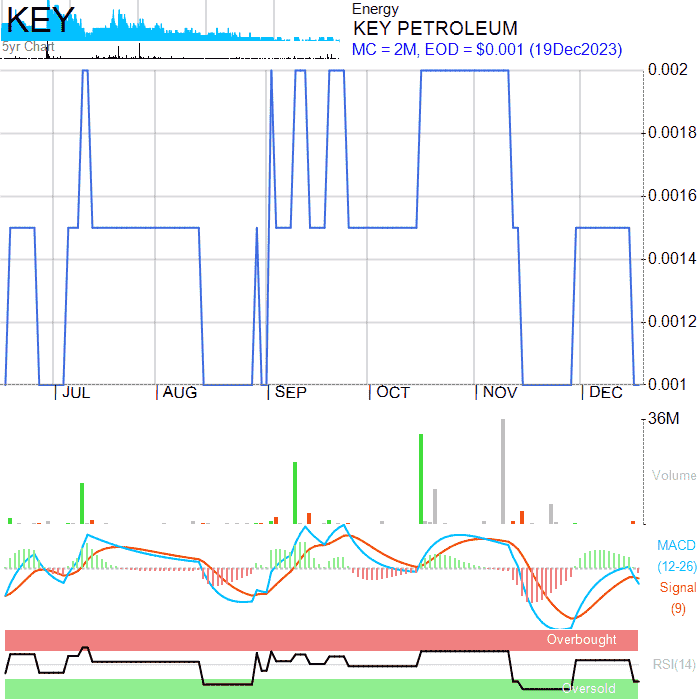 KEY
5yr Chart
Energy
KEY PETROLEUM
MC = 2M, EOD = $0.001 (19Dec2023)
0.002
0.0018
0.0016
0.0014
0.0012
0.001
JUL AUG SEP OCT NOV DEC
36M
Volume
MACD
(12-26)
Signal
(9)
Overbought
RSI(14)
Oversold